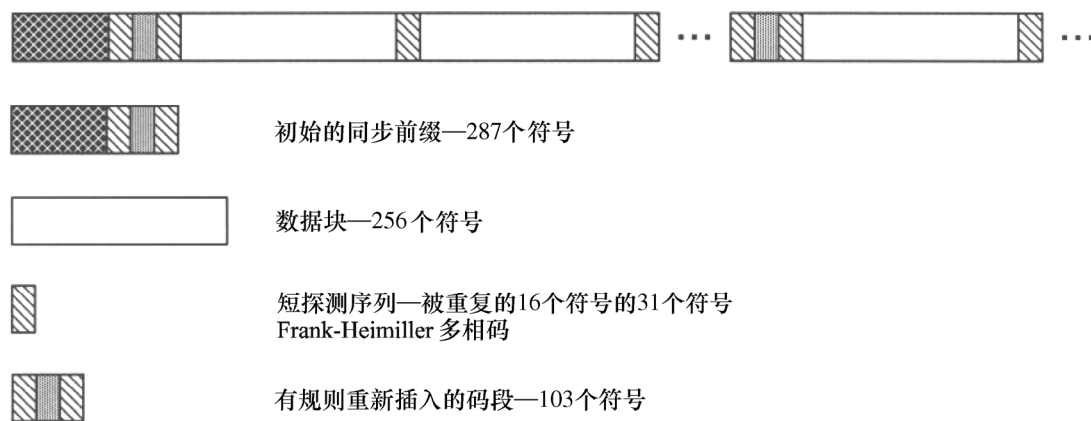 初始的同步前缀—287个符号
数据块—256个符号
短探测序列—被重复的16个符号的31个符号
Frank-Heimiller 多相码
有规则重新插入的码段—103个符号